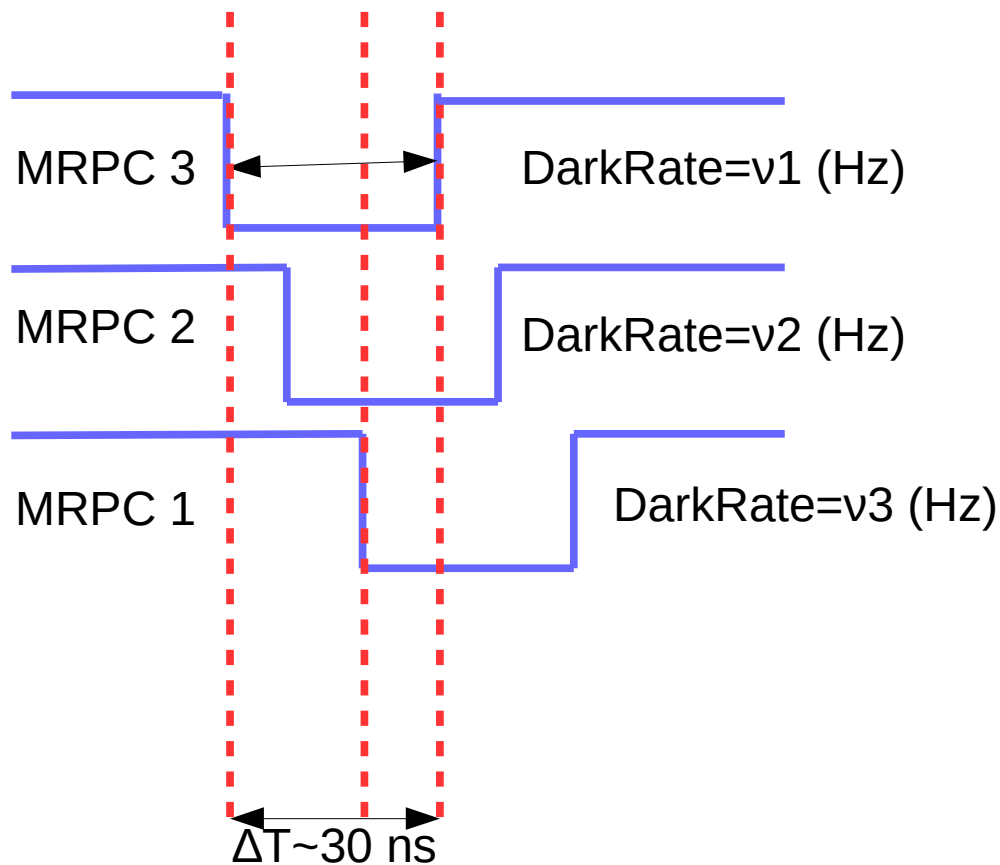 MRPC 3
DarkRate=ν1 (Hz)
MRPC 2
DarkRate=ν2 (Hz)
MRPC 1
DarkRate=ν3 (Hz)
ΔT~30 ns